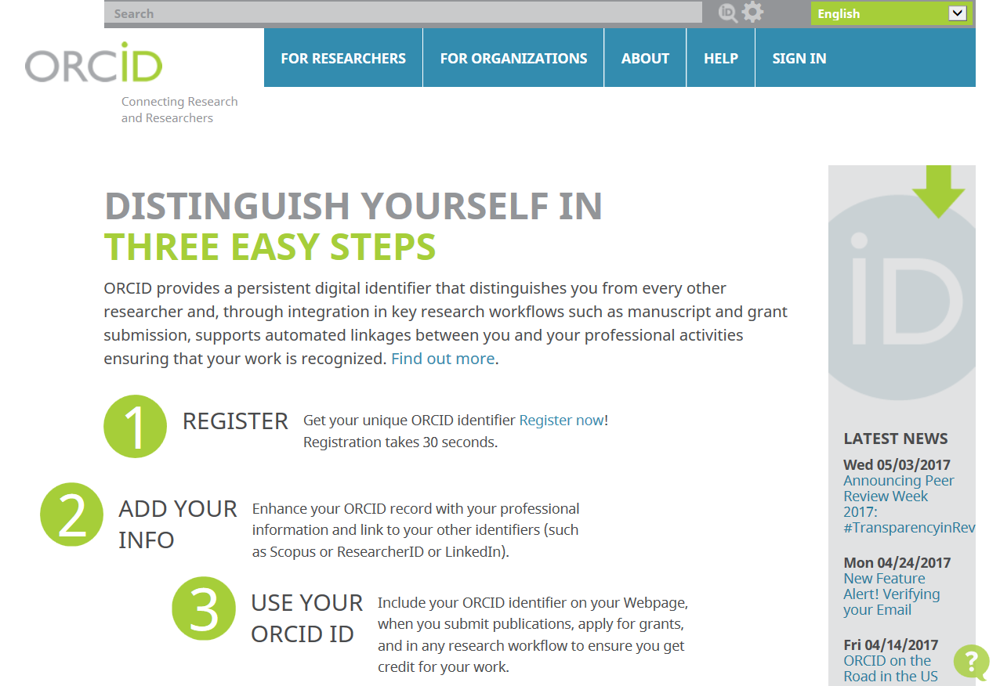 Search
iD
English
ORCiD
FOR RESEARCHERS
FOR ORGANIZATIONS
ABOUT
HELP
SIGN IN
Connecting Research
and Researchers
DISTINGUISH YOURSELF IN
THREE EASY STEPS
ORCID provides a persistent digital identifier that distinguishes you from every other
researcher and, through integration in key research workflows such as manuscript and grant
submission, supports automated linkages between you and your professional activities
ensuring that your work is recognized. Find out more.
1
REGISTER
Get your unique ORCID identifier Register now!
Registration takes 30 seconds.
2
ADD YOUR
INFO
Enhance your ORCID record with your professional
information and link to your other identifiers (such
as Scopus or ResearcherID or LinkedIn).
3
USE YOUR
ORCID ID
Include your ORCID identifier on your Webpage,
when you submit publications, apply for grants,
and in any research workflow to ensure you get
credit for your work.
iD
LATEST NEWS
Wed 05/03/2017
Announcing Peer
Review Week
2017:
#TransparencyinRev
Mon 04/24/2017
New Feature
Alert! Verifying
your Email
Fri 04/14/2017
ORCID on the
Road in the US
?